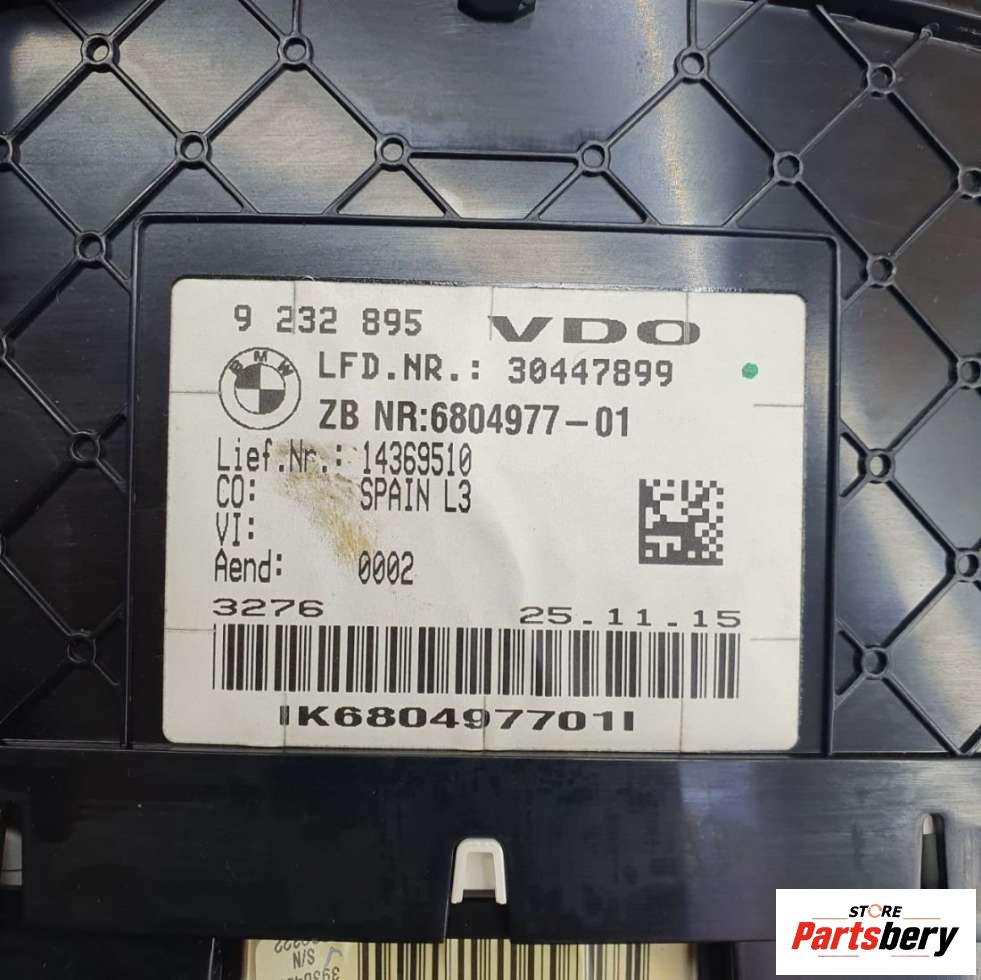 9 232 895 VDO
BMW
LFD.NR.: 30447899
ZB NR:6804977-01
Lief.Nr.: 14369510
CO: SPAIN L3
VI:
Aend: 0002
3276 25.11.15
IK680497701I
STORE
Partsbery
S/N